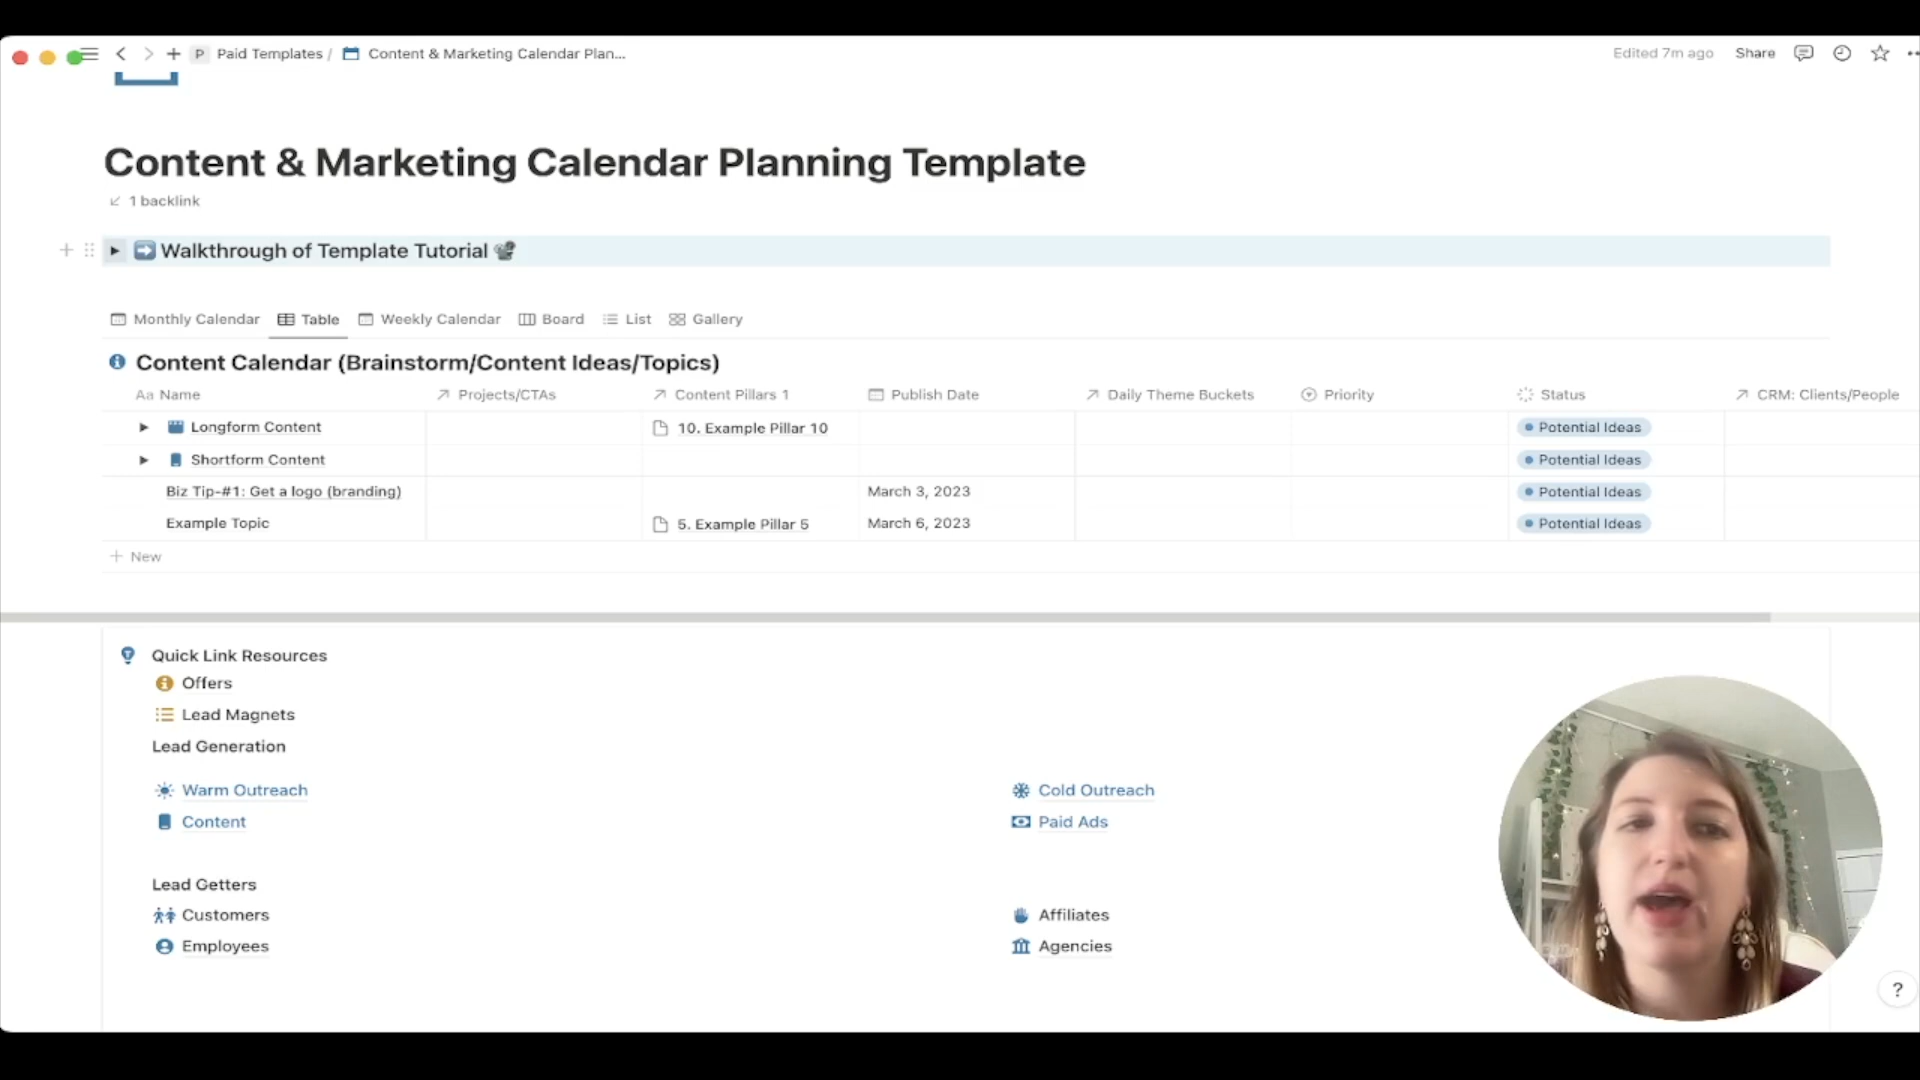 P Paid Templates / Content & Marketing Calendar Plan... Edited 7m ago Share
Content & Marketing Calendar Planning Template
1 backlink
Walkthrough of Template Tutorial
Monthly Calendar Table Weekly Calendar Board List Gallery
Content Calendar (Brainstorm/Content Ideas/Topics)
Aa Name Projects/CTAs Content Pillars 1 Publish Date Daily Theme Buckets Priority Status CRM: Clients/People
Longform Content 10. Example Pillar 10 Potential Ideas
Shortform Content Potential Ideas
Biz Tip-#1: Get a logo (branding) March 3, 2023 Potential Ideas
Example Topic 5. Example Pillar 5 March 6, 2023 Potential Ideas
+ New
Quick Link Resources
Offers
Lead Magnets
Lead Generation
Warm Outreach Cold Outreach
Content Paid Ads
Lead Getters
Customers Affiliates
Employees Agencies
?